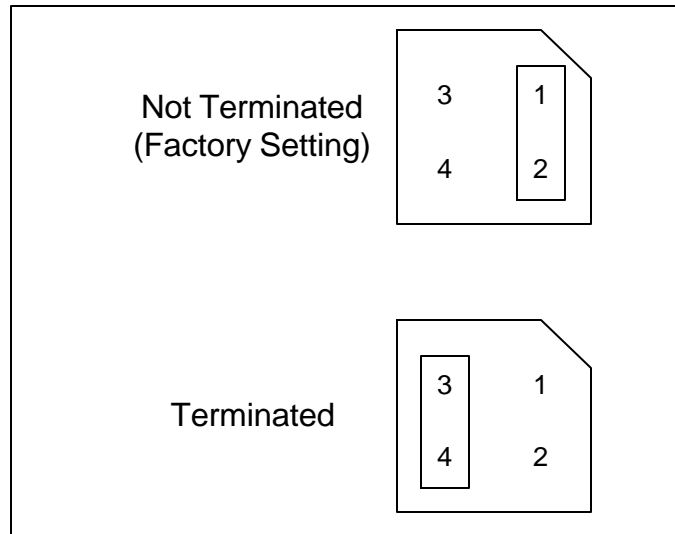 Not Terminated
(Factory Setting)
3 1
4 2
Terminated
3 1
4 2